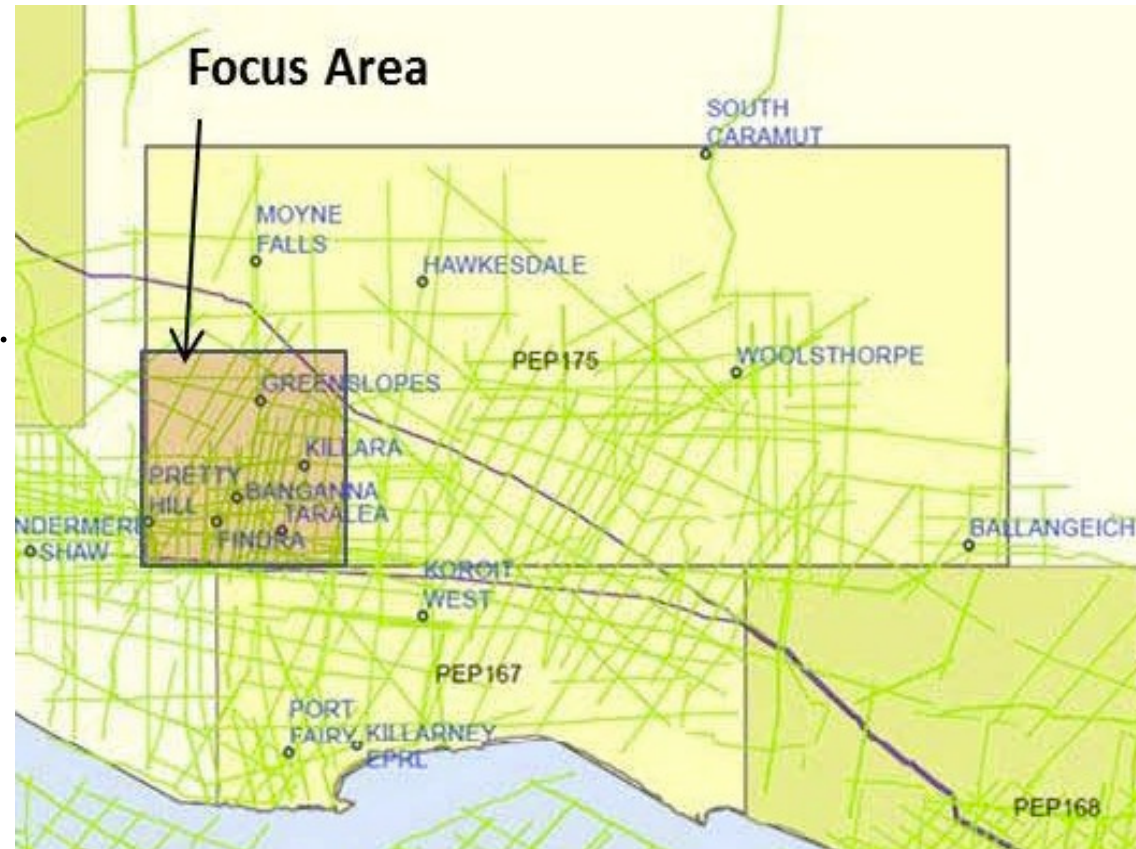 Focus Area
SOUTH
CARAMUT
MOYNE
FALLS
HAWKESDALE
PEP175
WOOLSTHORPE
GREENSLOPES
KILLARA
PRETTY
HILL
BANGANNA
TARALEA
FINDRA
NDERMERE
SHAW
BALLANGEICH
KOROIT
WEST
PEP167
PORT
FAIRY
KILLARNEY
EPRL
PEP168